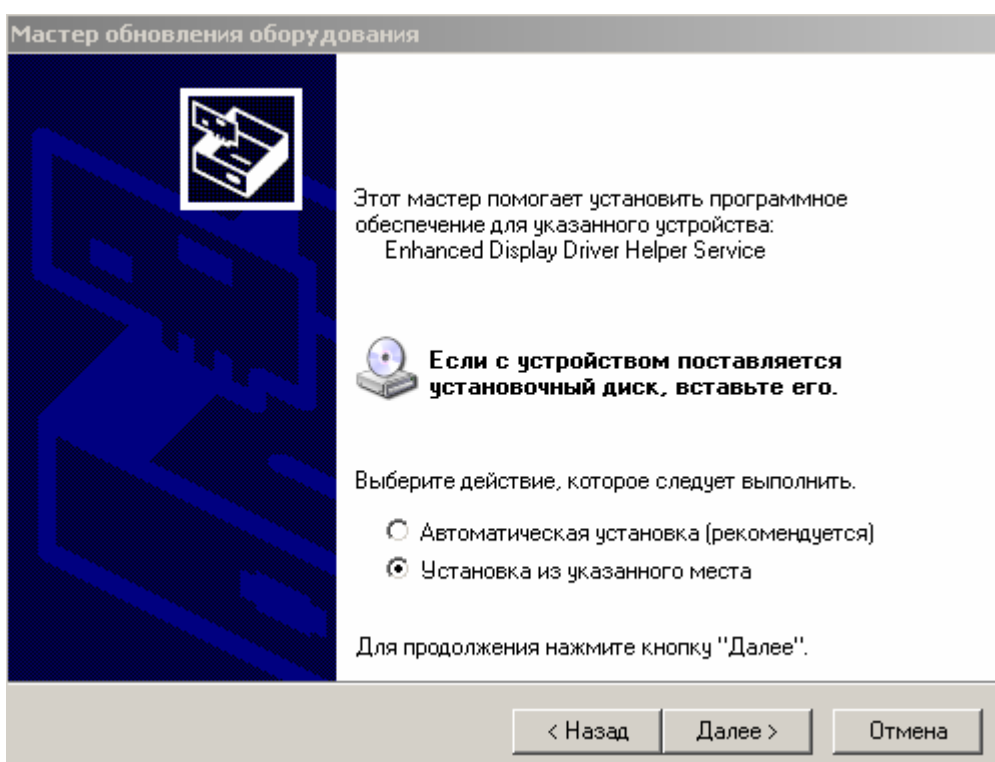 Мастер обновления оборудования
Этот мастер помогает установить программное
обеспечение для указанного устройства:
Enhanced Display Driver Helper Service
Если с устройством поставляется
установочный диск, вставьте его.
Выберите действие, которое следует выполнить.
Автоматическая установка (рекомендуется)
Установка из указанного места
Для продолжения нажмите кнопку "Далее".
< Назад
Далее >
Отмена